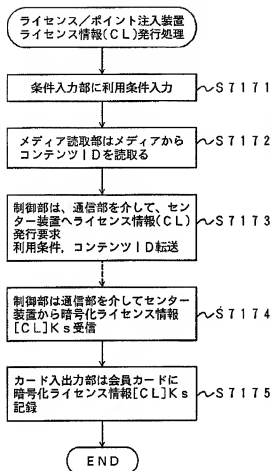 ライセンス/ポイント注入装置
ライセンス情報(CL)発行処理
条件入力部に利用条件入力
~S7171
メディア読取部はメディアから
コンテンツIDを読取る
~S7172
制御部は、通信部を介して、セン
ター装置へライセンス情報(CL)
発行要求
利用条件,コンテンツID転送
~S7173
制御部は通信部を介してセンター
装置から暗号化ライセンス情報
[CL]Ks受信
~S7174
カード入出力部は会員カードに
暗号化ライセンス情報[CL]Ks
記録
~S7175
END